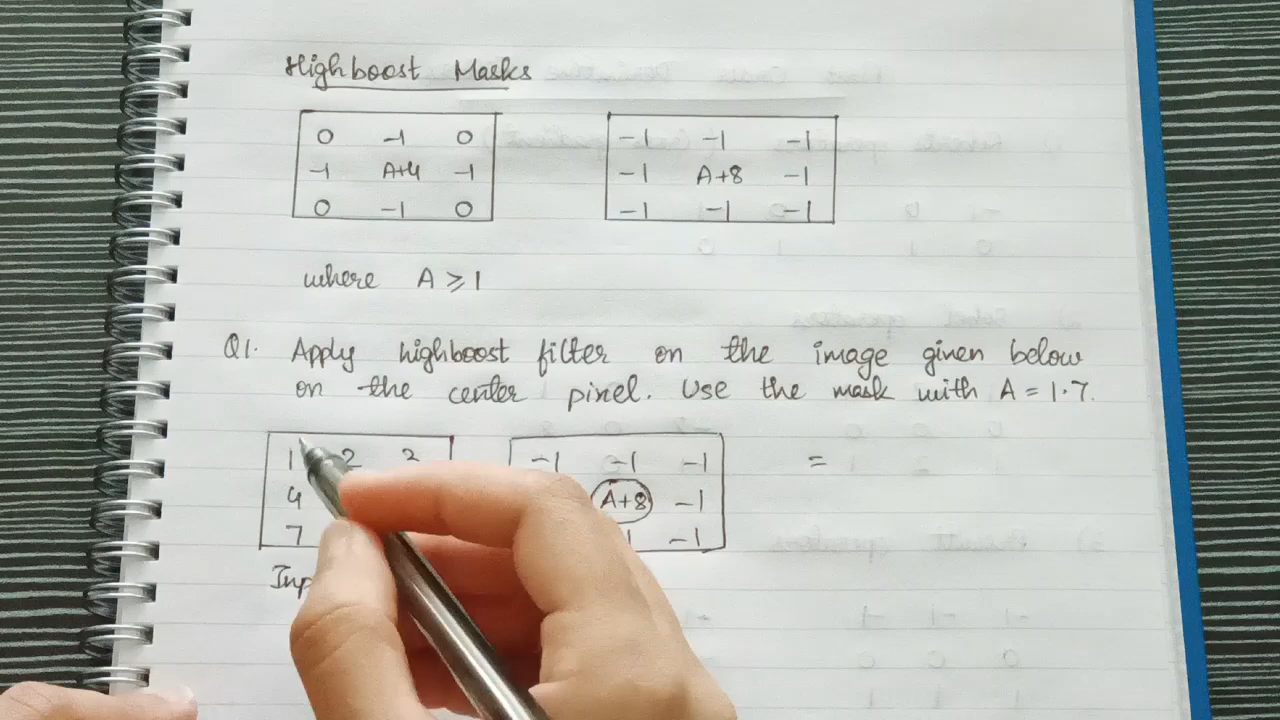 Highboost Masks
0 -1 0
-1 A+4 -1
0 -1 0
-1 -1 -1
-1 A+8 -1
-1 -1 -1
where A ≥ 1
Q1. Apply highboost filter on the image given below
on the center pixel. Use the mask with A = 1.7.
1 2 3
4
7
-1 -1 -1
A+8 -1
-1
=
Inp